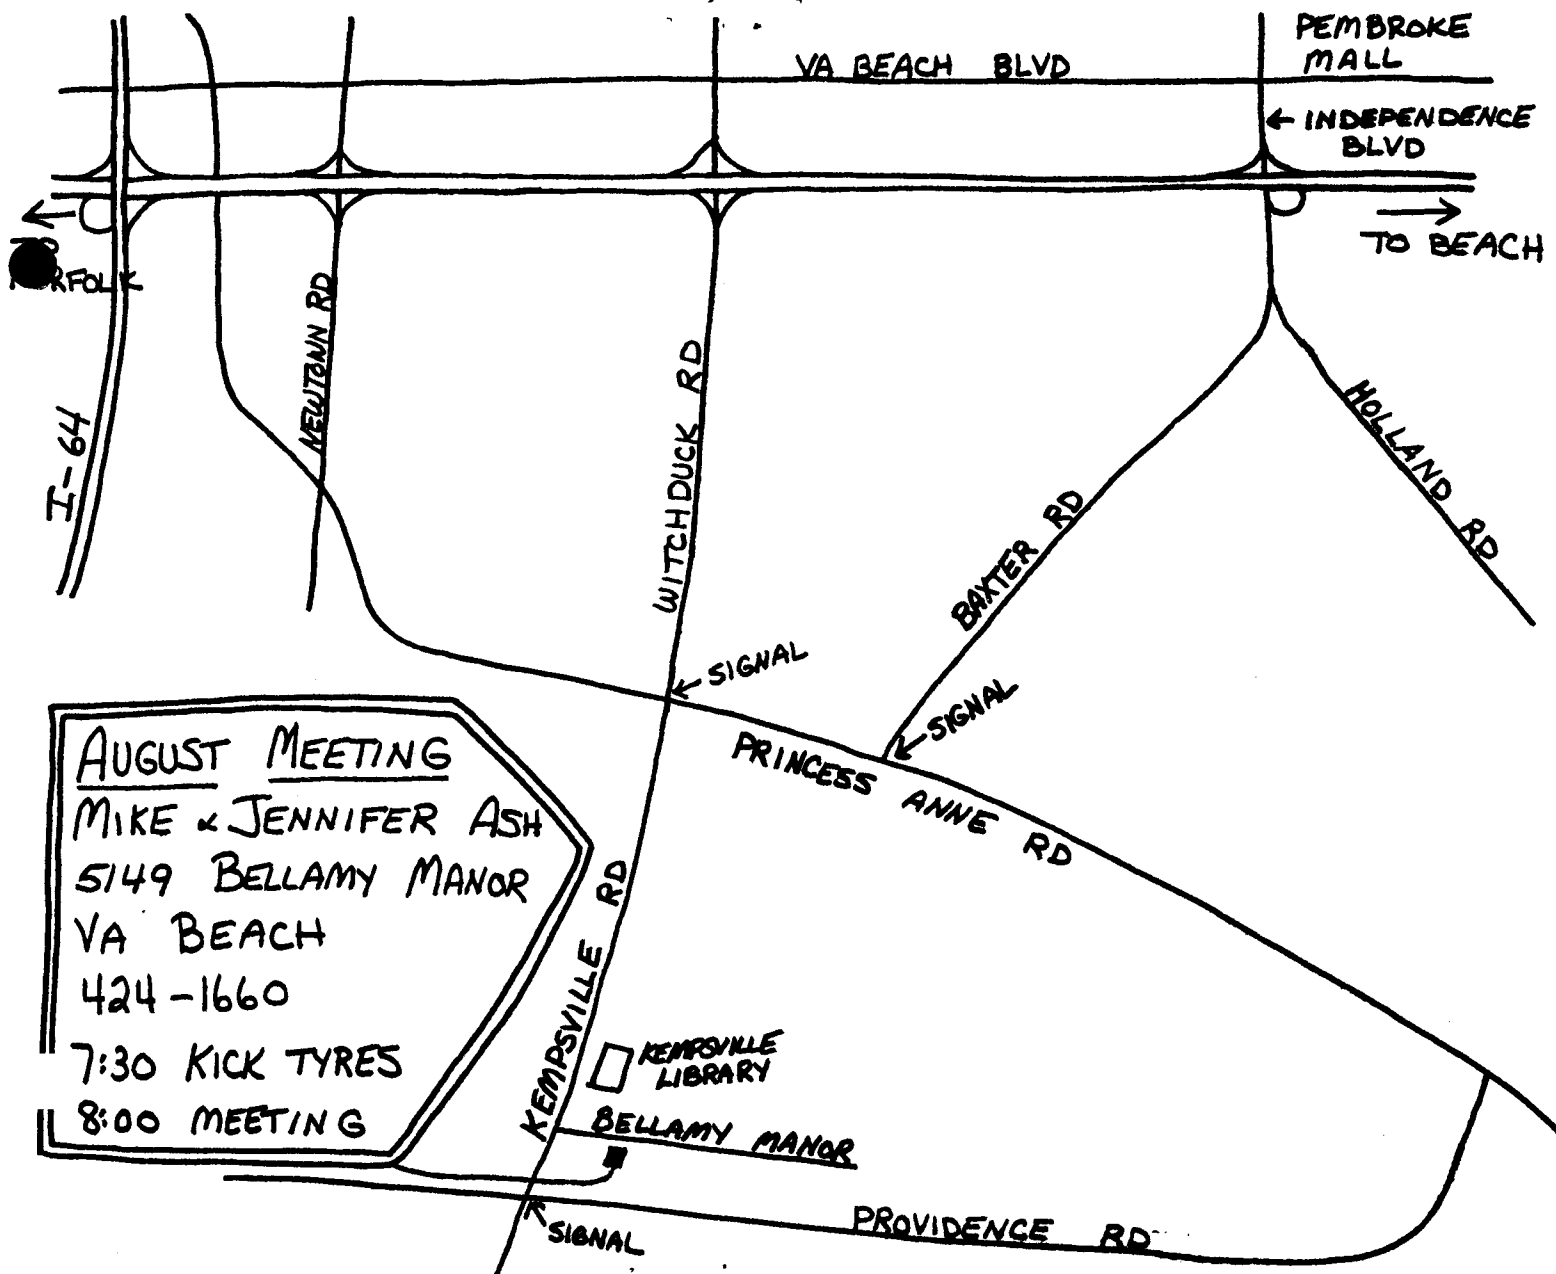 PEMBROKE
MALL
VA BEACH BLVD
← INDEPENDENCE
BLVD
TO BEACH
I-64
NEWTONN RD
WITCHDUCK RD
BAXTER RD
HOLLAND RD
SIGNAL
SIGNAL
PRINCESS ANNE RD
AUGUST MEETING
MIKE & JENNIFER ASH
5149 BELLAMY MANOR
VA BEACH
424-1660
7:30 KICK TYRES
8:00 MEETING
KEMPSVILLE RD
KEMPSVILLE
LIBRARY
BELLAMY MANOR
PROVIDENCE RD
SIGNAL